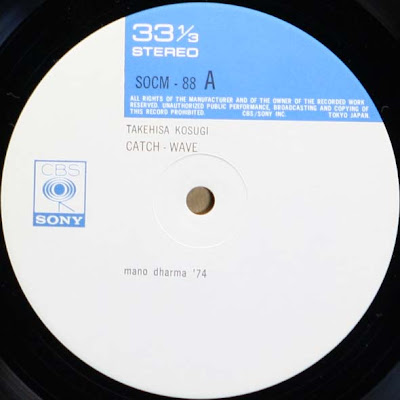 33 1/3
STEREO
SOCM - 88 A
ALL RIGHTS OF THE MANUFACTURER AND OF THE OWNER OF THE RECORDED WORK
RESERVED. UNAUTHORIZED PUBLIC PERFORMANCE, BROADCASTING AND COPYING OF
THIS RECORD PROHIBITED. CBS/SONY INC. TOKYO JAPAN.
TAKEHISA KOSUGI
CATCH - WAVE
CBS
SONY
mano dharma '74